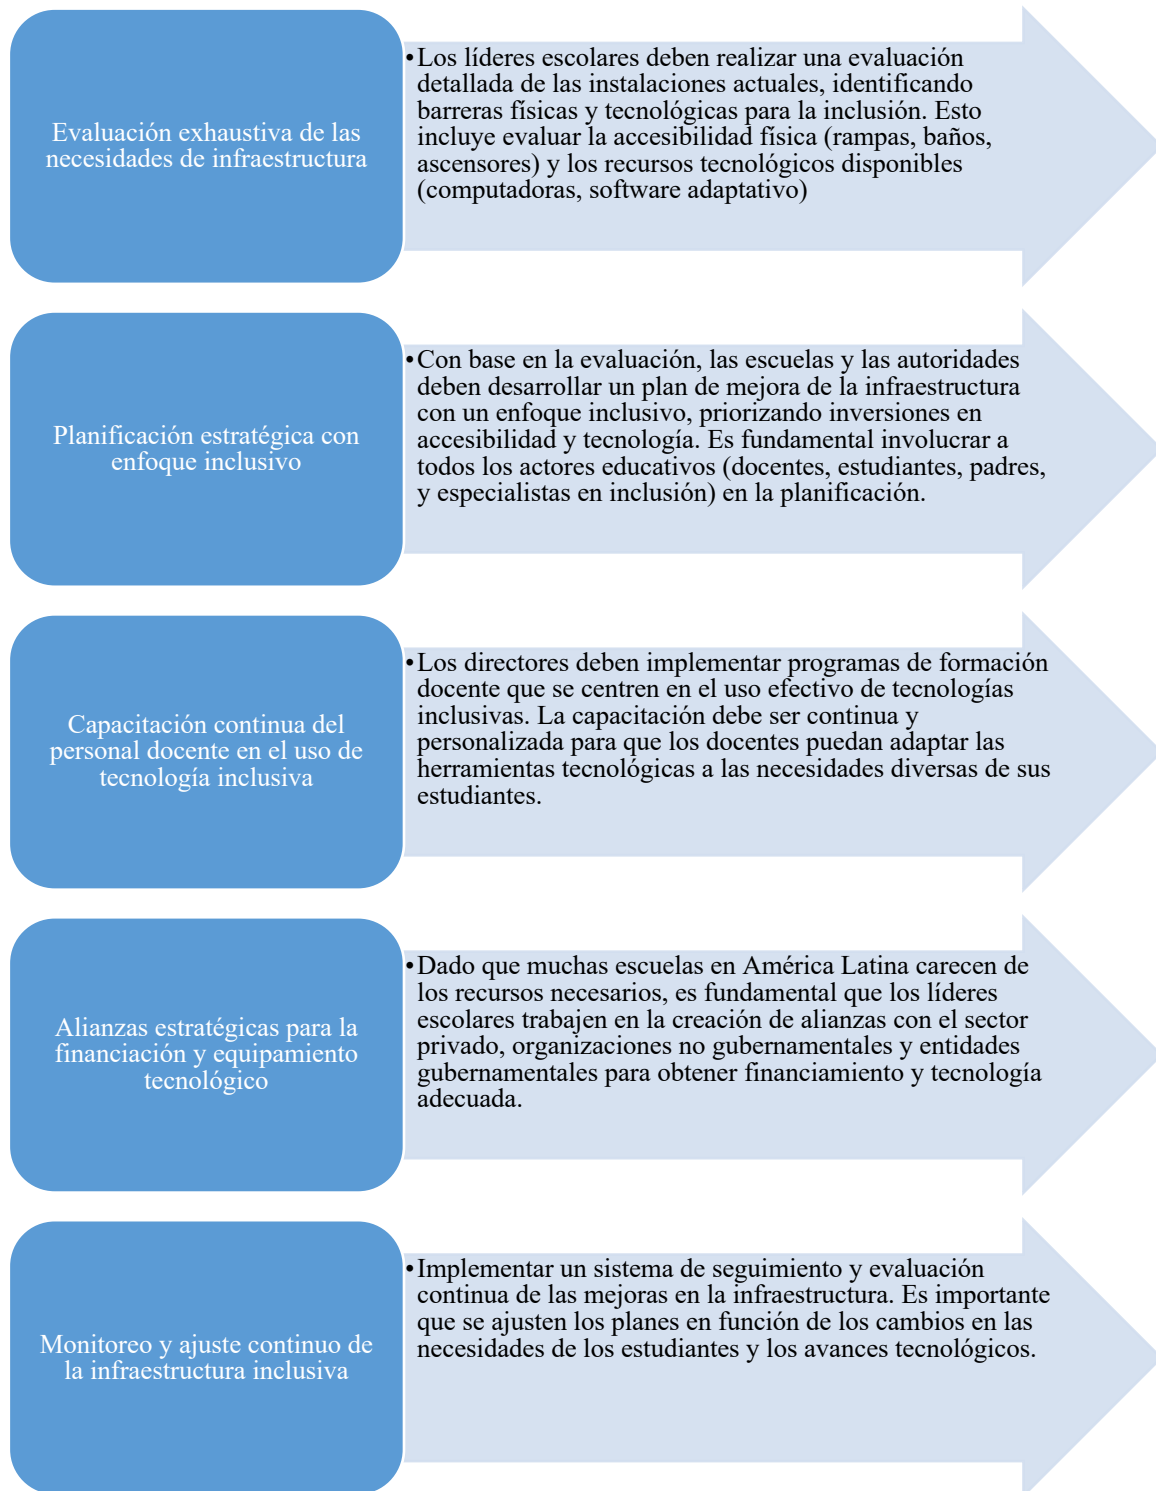 Evaluación exhaustiva de las
necesidades de infraestructura
•Los líderes escolares deben realizar una evaluación
detallada de las instalaciones actuales, identificando
barreras físicas y tecnológicas para la inclusión. Esto
incluye evaluar la accesibilidad física (rampas, baños,
ascensores) y los recursos tecnológicos disponibles
(computadoras, software adaptativo)
Planificación estratégica con
enfoque inclusivo
•Con base en la evaluación, las escuelas y las autoridades
deben desarrollar un plan de mejora de la infraestructura
con un enfoque inclusivo, priorizando inversiones en
accesibilidad y tecnología. Es fundamental involucrar a
todos los actores educativos (docentes, estudiantes, padres,
y especialistas en inclusión) en la planificación.
Capacitación continua del
personal docente en el uso de
tecnología inclusiva
•Los directores deben implementar programas de formación
docente que se centren en el uso efectivo de tecnologías
inclusivas. La capacitación debe ser continua y
personalizada para que los docentes puedan adaptar las
herramientas tecnológicas a las necesidades diversas de sus
estudiantes.
Alianzas estratégicas para la
financiación y equipamiento
tecnológico
•Dado que muchas escuelas en América Latina carecen de
los recursos necesarios, es fundamental que los líderes
escolares trabajen en la creación de alianzas con el sector
privado, organizaciones no gubernamentales y entidades
gubernamentales para obtener financiamiento y tecnología
adecuada.
Monitoreo y ajuste continuo de
la infraestructura inclusiva
•Implementar un sistema de seguimiento y evaluación
continua de las mejoras en la infraestructura. Es importante
que se ajusten los planes en función de los cambios en las
necesidades de los estudiantes y los avances tecnológicos.